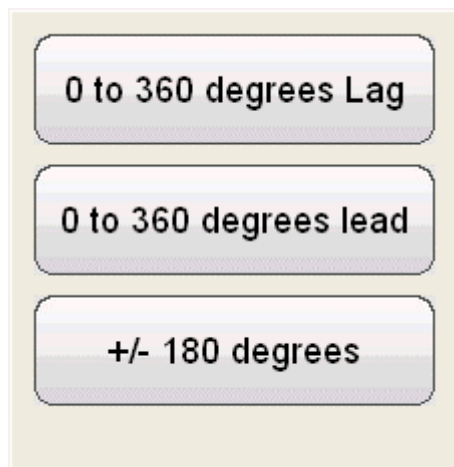 0 to 360 degrees Lag
0 to 360 degrees lead
+/- 180 degrees